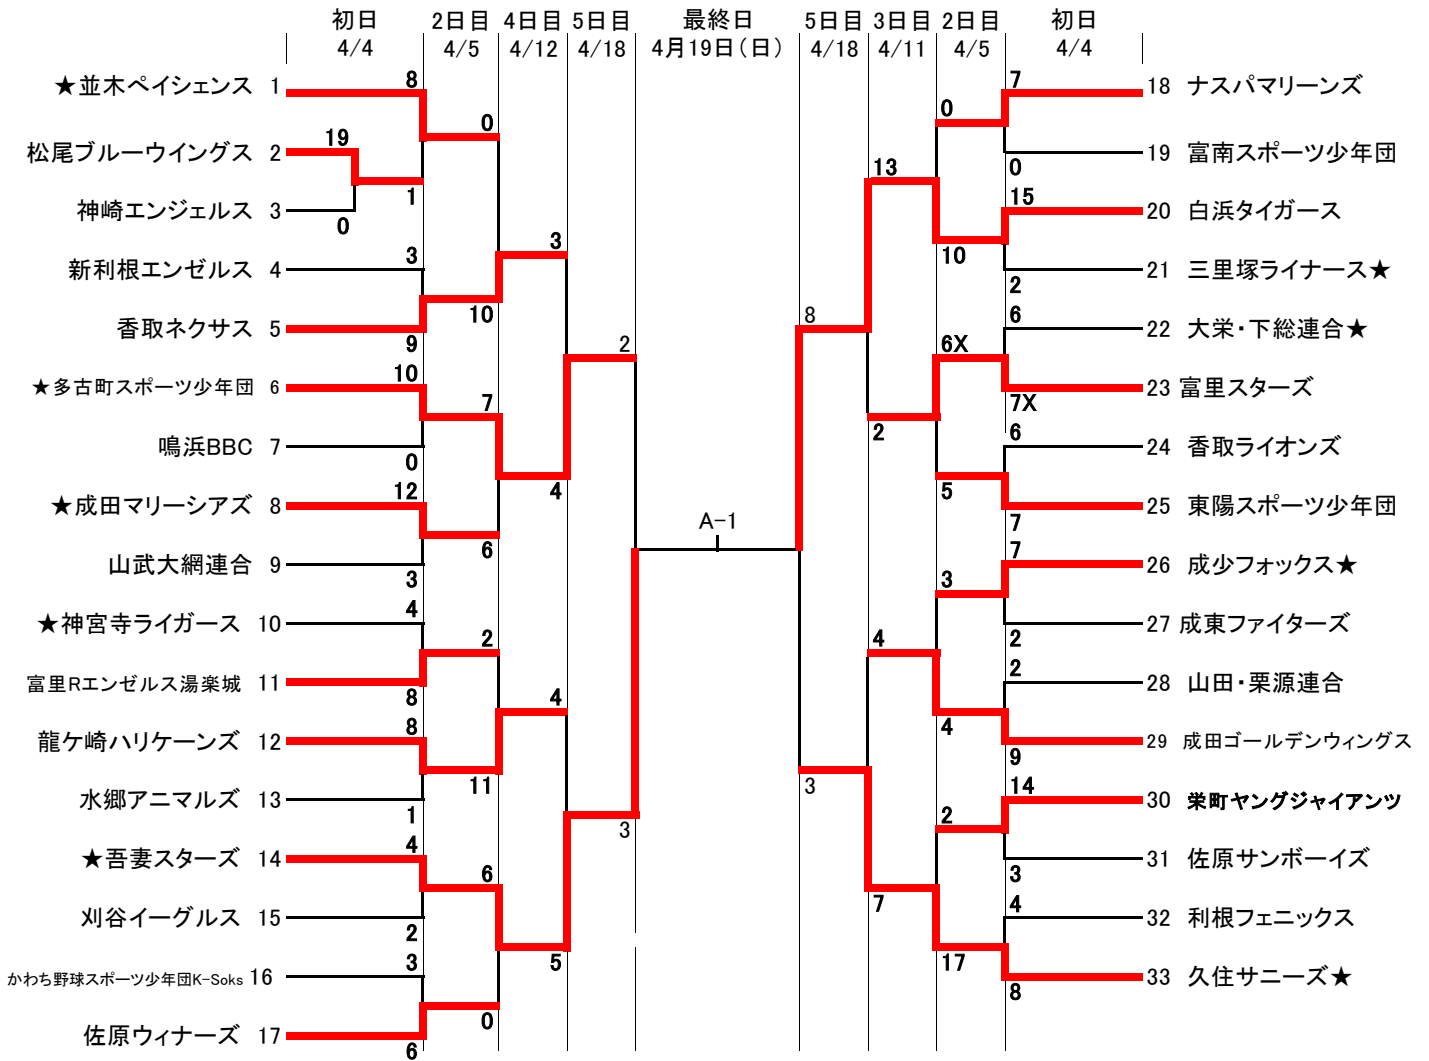 初日 2日目 4日目 5日目 最終日 5日目 3日目 2日目 初日
4/4 4/5 4/12 4/18 4月19日(日) 4/18 4/11 4/5 4/4
★並木ペイシェンス 1
松尾ブルーウイングス 2
神崎エンジェルス 3
新利根エンゼルス 4
香取ネクサス 5
★多古町スポーツ少年団 6
鳴浜BBC 7
★成田マリーシアズ 8
山武大網連合 9
★神宮寺ライガース 10
富里Rエンゼルス湯楽城 11
龍ケ崎ハリケーンズ 12
水郷アニマルズ 13
★吾妻スターズ 14
刈谷イーグルス 15
かわち野球スポーツ少年団K-Soks 16
佐原ウィナーズ 17
8
19
1
0
3
9
10
0
12
3
4
8
8
1
4
2
3
6
0
10
7
6
2
11
6
0
3
4
4
5
2
3
A-1
8
3
13
2
4
7
0
10
6X
5
3
4
2
17
7
0
15
2
6
7X
6
7
7
2
2
9
14
3
4
8
18 ナスパマリーンズ
19 富南スポーツ少年団
20 白浜タイガース
21 三里塚ライナース★
22 大栄・下総連合★
23 富里スターズ
24 香取ライオンズ
25 東陽スポーツ少年団
26 成少フォックス★
27 成東ファイターズ
28 山田・栗源連合
29 成田ゴールデンウィングス
30 栄町ヤングジャイアンツ
31 佐原サンボーイズ
32 利根フェニックス
33 久住サニーズ★